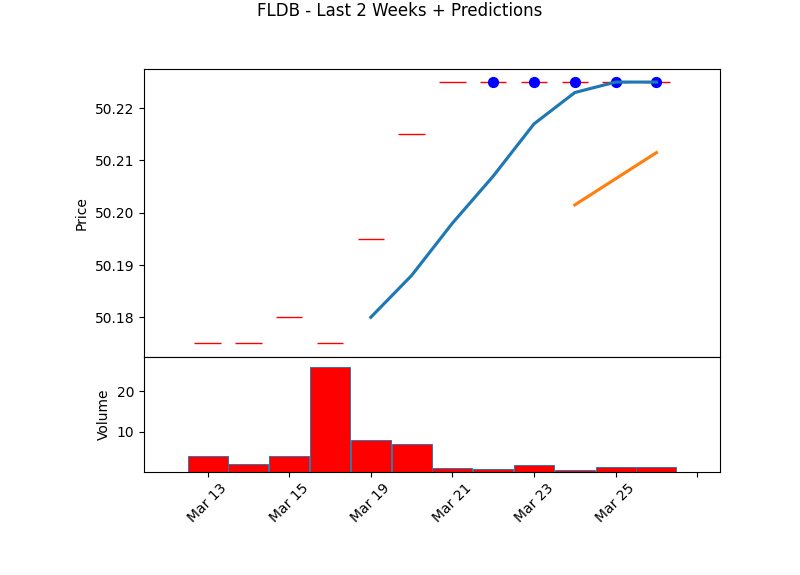 FLDB - Last 2 Weeks + Predictions
50.22
50.21
50.20
50.19
50.18
Price
20
10
Volume
Mar 13
Mar 15
Mar 19
Mar 21
Mar 23
Mar 25